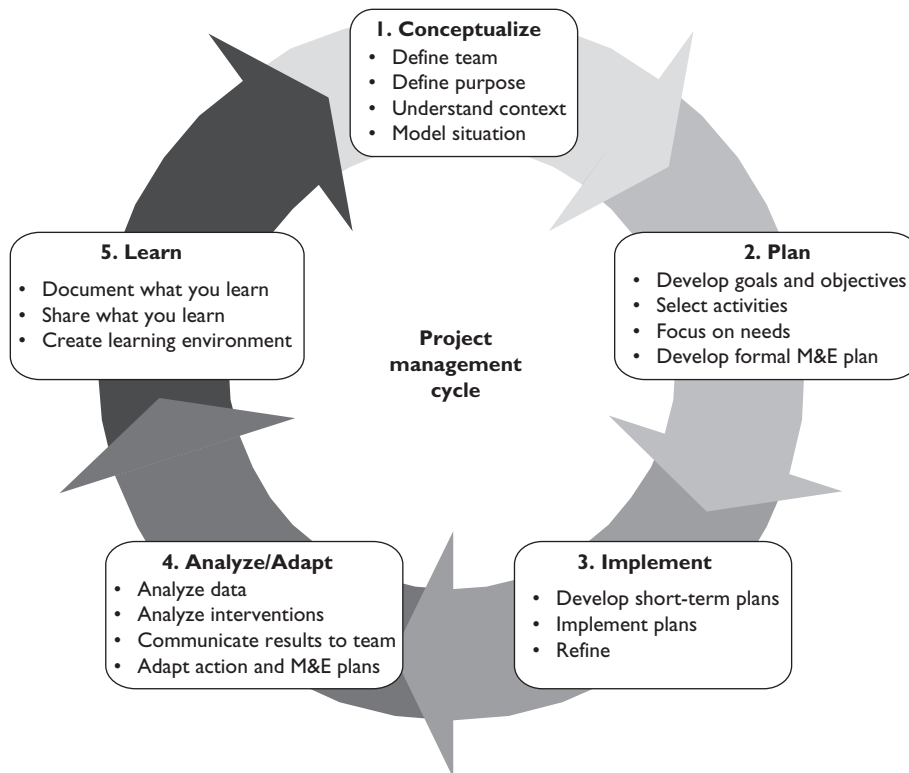 1. Conceptualize
• Define team
• Define purpose
• Understand context
• Model situation
2. Plan
• Develop goals and objectives
• Select activities
• Focus on needs
• Develop formal M&E plan
3. Implement
• Develop short-term plans
• Implement plans
• Refine
4. Analyze/Adapt
• Analyze data
• Analyze interventions
• Communicate results to team
• Adapt action and M&E plans
5. Learn
• Document what you learn
• Share what you learn
• Create learning environment
Project
management
cycle